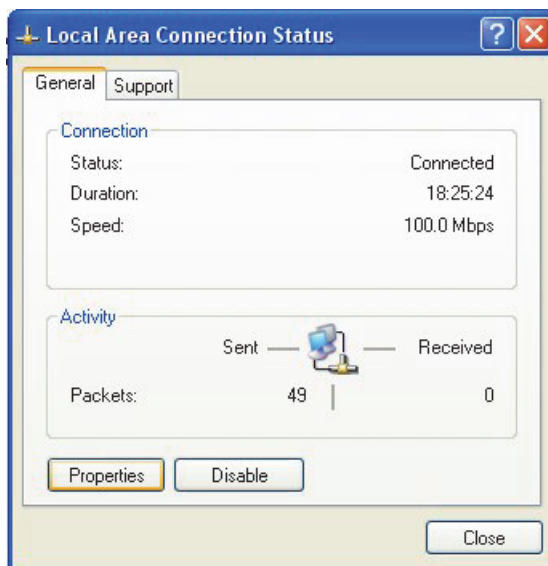 Local Area Connection Status
General Support
Connection
Status: Connected
Duration: 18:25:24
Speed: 100.0 Mbps
Activity
Sent Received
Packets: 49 0
Properties Disable
Close